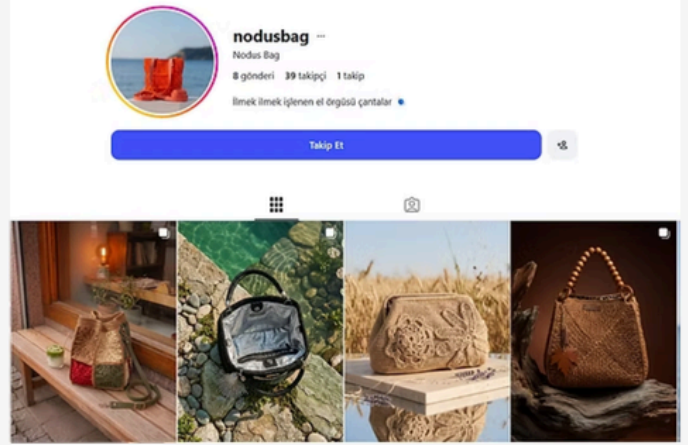 nodusbag ···
Nodus Bag
8 gönderi 39 takipçi 1 takip
İlmek ilmek işlenen el örgüsü çantalar
Takip Et